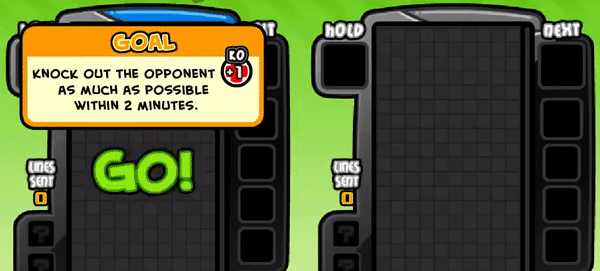 GOAL
KNOCK OUT THE OPPONENT
AS MUCH AS POSSIBLE
WITHIN 2 MINUTES.
KO
+1
GO!
LINES
SENT
0
?
?
HOLD
NEXT
LINES
SENT
0
?
?